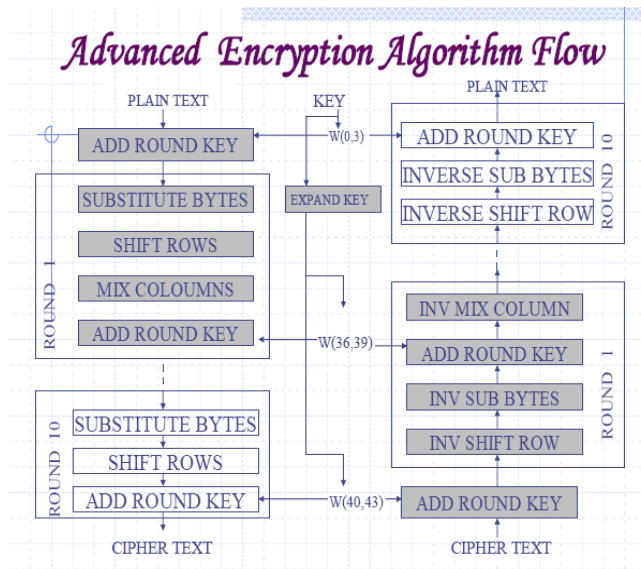 Advanced Encryption Algorithm Flow
PLAIN TEXT
ADD ROUND KEY
ROUND 1
SUBSTITUTE BYTES
SHIFT ROWS
MIX COLOUMNS
ADD ROUND KEY
ROUND 10
SUBSTITUTE BYTES
SHIFT ROWS
ADD ROUND KEY
CIPHER TEXT
KEY
W(0,3)
EXPAND KEY
W(36,39)
W(40,43)
PLAIN TEXT
ADD ROUND KEY
INVERSE SUB BYTES
INVERSE SHIFT ROW
ROUND 10
INV MIX COLUMN
ADD ROUND KEY
INV SUB BYTES
INV SHIFT ROW
ROUND 1
ADD ROUND KEY
CIPHER TEXT